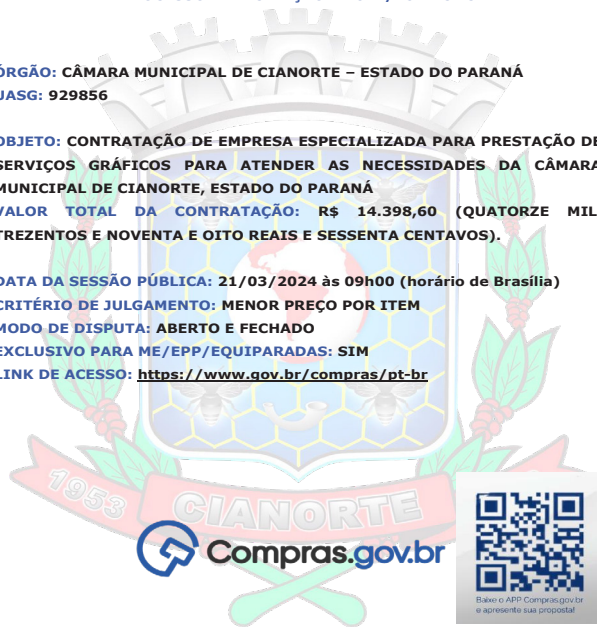 ÓRGÃO: CÂMARA MUNICIPAL DE CIANORTE – ESTADO DO PARANÁ
UASG: 929856
OBJETO: CONTRATAÇÃO DE EMPRESA ESPECIALIZADA PARA PRESTAÇÃO DE
SERVIÇOS GRÁFICOS PARA ATENDER AS NECESSIDADES DA CÂMARA
MUNICIPAL DE CIANORTE, ESTADO DO PARANÁ
VALOR TOTAL DA CONTRATAÇÃO: R$ 14.398,60 (QUATORZE MIL
TREZENTOS E NOVENTA E OITO REAIS E SESSENTA CENTAVOS).
DATA DA SESSÃO PÚBLICA: 21/03/2024 às 09h00 (horário de Brasília)
CRITÉRIO DE JULGAMENTO: MENOR PREÇO POR ITEM
MODO DE DISPUTA: ABERTO E FECHADO
EXCLUSIVO PARA ME/EPP/EQUIPARADAS: SIM
LINK DE ACESSO: https://www.gov.br/compras/pt-br
1953 CIANORTE
Compras.gov.br
Baixe o APP Compras.gov.br
e apresente sua proposta!